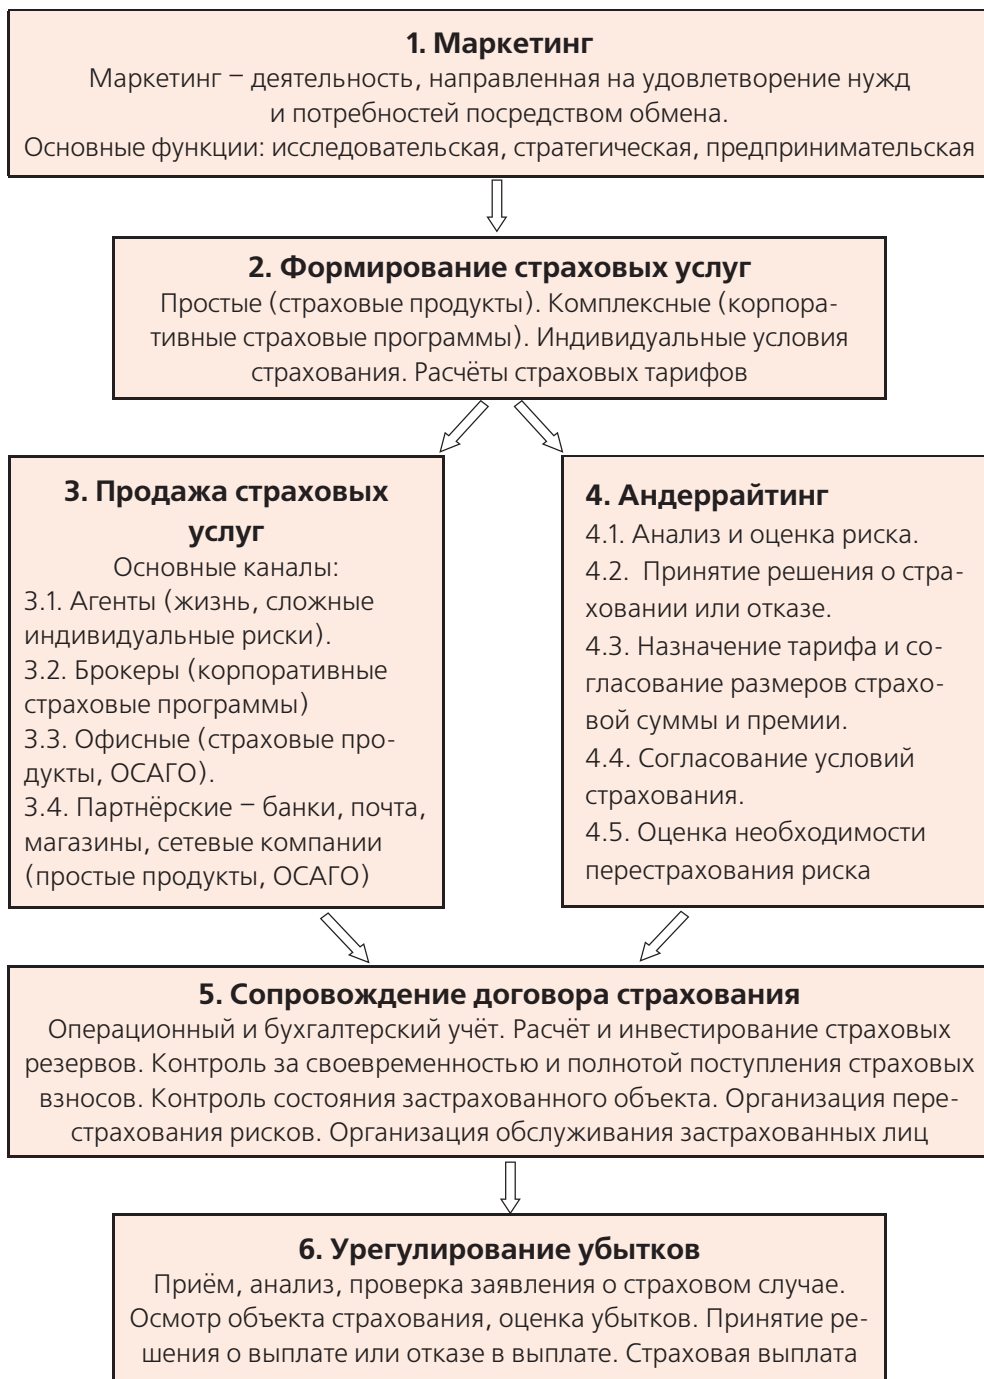 1. Маркетинг
Маркетинг – деятельность, направленная на удовлетворение нужд
и потребностей посредством обмена.
Основные функции: исследовательская, стратегическая, предпринимательская
2. Формирование страховых услуг
Простые (страховые продукты). Комплексные (корпора-
тивные страховые программы). Индивидуальные условия
страхования. Расчёты страховых тарифов
3. Продажа страховых
услуг
Основные каналы:
3.1. Агенты (жизнь, сложные
индивидуальные риски).
3.2. Брокеры (корпоративные
страховые программы)
3.3. Офисные (страховые про-
дукты, ОСАГО).
3.4. Партнёрские – банки, почта,
магазины, сетевые компании
(простые продукты, ОСАГО)
4. Андеррайтинг
4.1. Анализ и оценка риска.
4.2. Принятие решения о стра-
ховании или отказе.
4.3. Назначение тарифа и со-
гласование размеров страхо-
вой суммы и премии.
4.4. Согласование условий
страхования.
4.5. Оценка необходимости
перестрахования риска
5. Сопровождение договора страхования
Операционный и бухгалтерский учёт. Расчёт и инвестирование страховых
резервов. Контроль за своевременностью и полнотой поступления страховых
взносов. Контроль состояния застрахованного объекта. Организация пере-
страхования рисков. Организация обслуживания застрахованных лиц
6. Урегулирование убытков
Приём, анализ, проверка заявления о страховом случае.
Осмотр объекта страхования, оценка убытков. Принятие ре-
шения о выплате или отказе в выплате. Страховая выплата